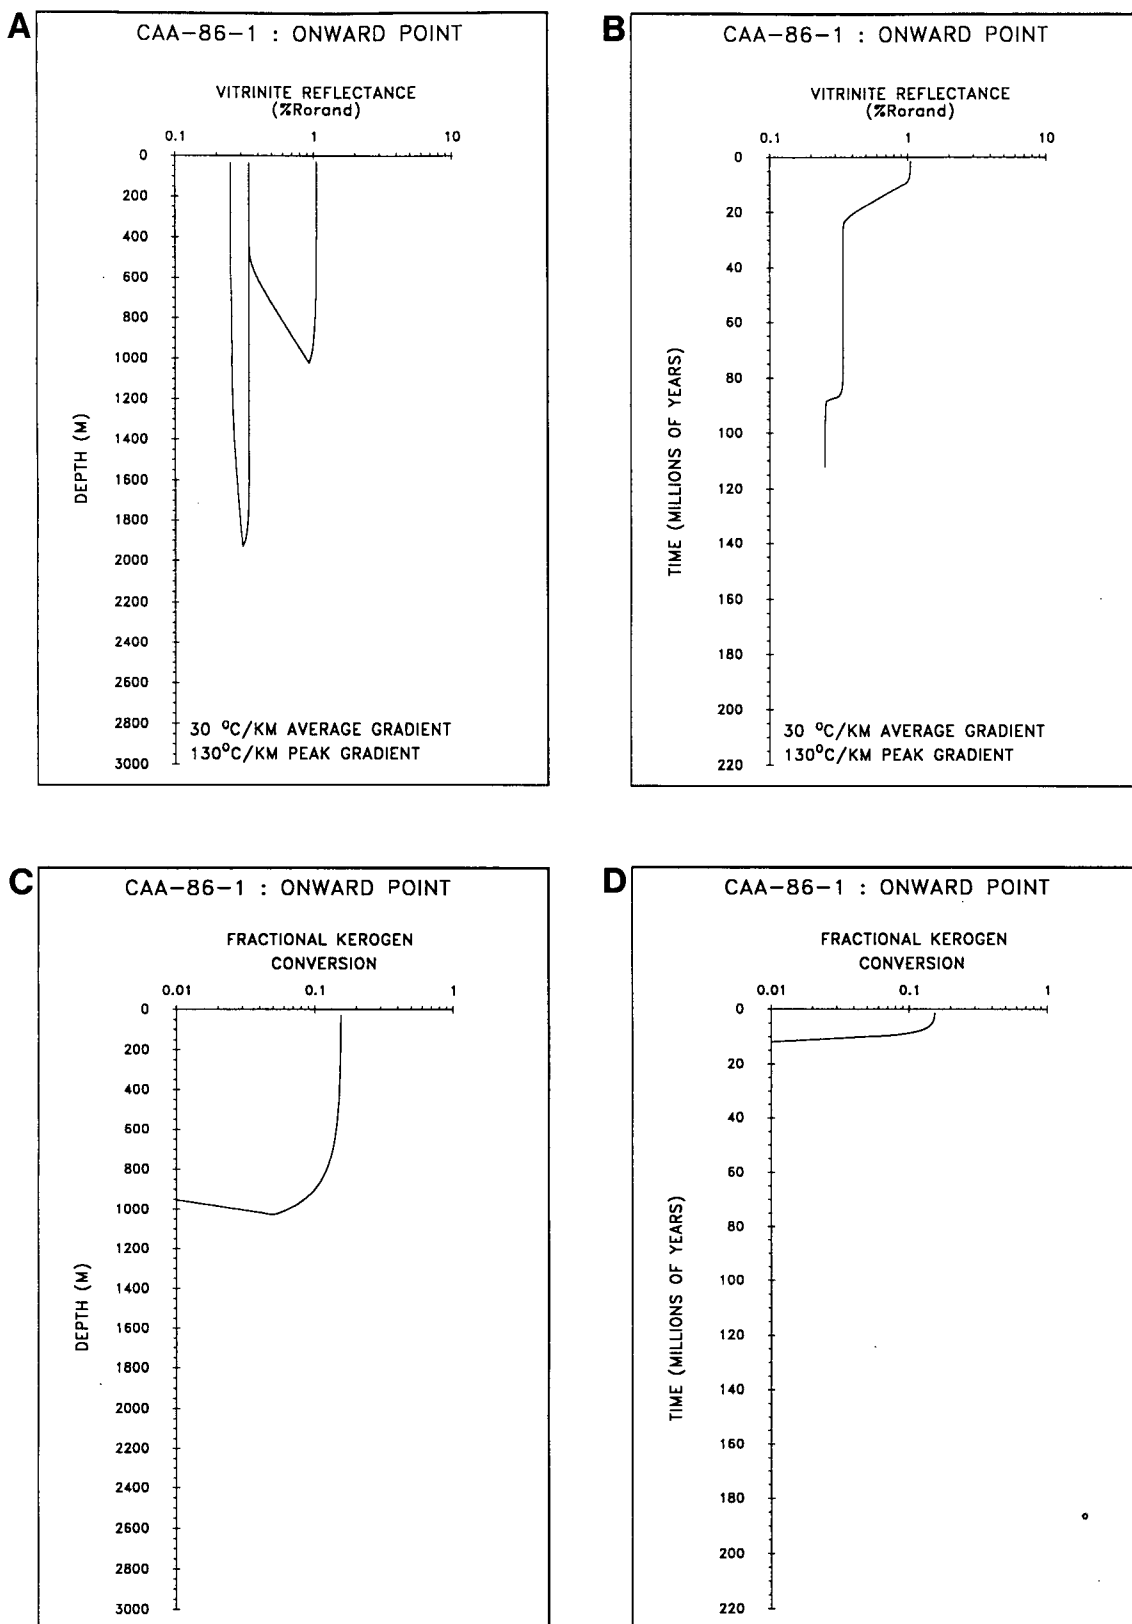 A
CAA-86-1 : ONWARD POINT
VITRINITE REFLECTANCE
(%Rorand)
0.1 1 10
0
200
400
600
800
1000
1200
1400
1600
1800
2000
2200
2400
2600
2800
3000
DEPTH (M)
30 °C/KM AVERAGE GRADIENT
130°C/KM PEAK GRADIENT
B
CAA-86-1 : ONWARD POINT
VITRINITE REFLECTANCE
(%Rorand)
0.1 1 10
0
20
40
60
80
100
120
140
160
180
200
220
TIME (MILLIONS OF YEARS)
30 °C/KM AVERAGE GRADIENT
130°C/KM PEAK GRADIENT
C
CAA-86-1 : ONWARD POINT
FRACTIONAL KEROGEN
CONVERSION
0.01 0.1 1
0
200
400
600
800
1000
1200
1400
1600
1800
2000
2200
2400
2600
2800
3000
DEPTH (M)
D
CAA-86-1 : ONWARD POINT
FRACTIONAL KEROGEN
CONVERSION
0.01 0.1 1
0
20
40
60
80
100
120
140
160
180
200
220
TIME (MILLIONS OF YEARS)